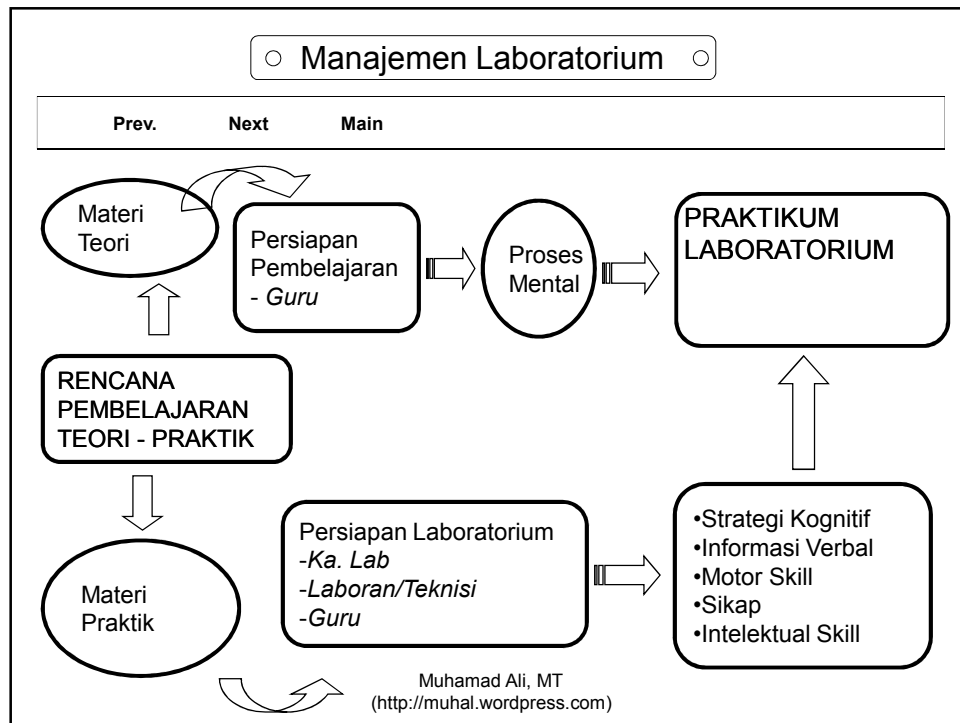 Manajemen Laboratorium
Prev. Next Main
Materi
Teori
Persiapan
Pembelajaran
- Guru
Proses
Mental
PRAKTIKUM
LABORATORIUM
RENCANA
PEMBELAJARAN
TEORI - PRAKTIK
Materi
Praktik
Persiapan Laboratorium
-Ka. Lab
-Laboran/Teknisi
-Guru
•Strategi Kognitif
•Informasi Verbal
•Motor Skill
•Sikap
•Intelektual Skill
Muhamad Ali, MT
(http://muhal.wordpress.com)